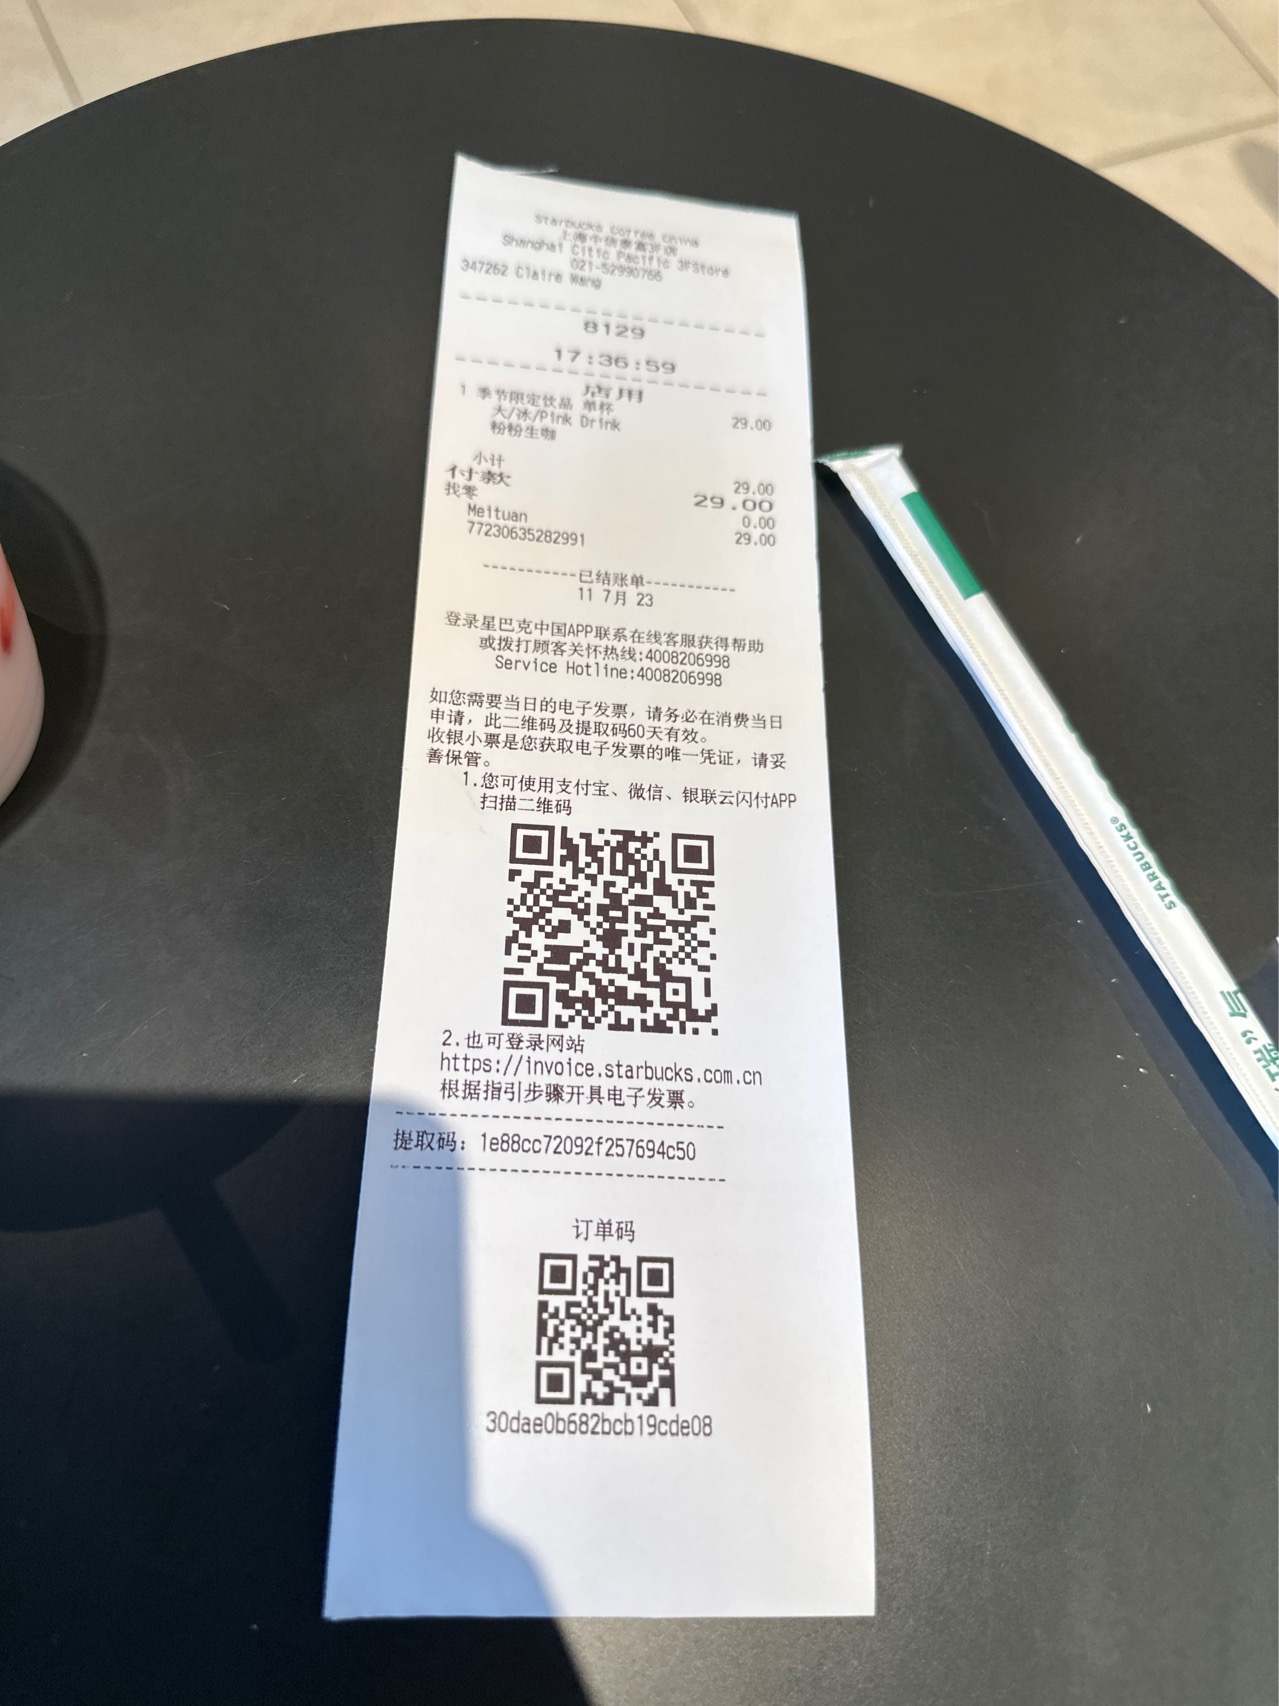 Starbucks Coffee China
上海中信泰富3F店
Shanghai Citic Pacific 3FStore
021-52990766
347262 Claire Wang
8129
17:36:59
店用
1 季节限定饮品 单杯 29.00
大/冰/Pink Drink
粉粉生咖
小计 29.00
付款 29.00
找零 0.00
Meituan 29.00
77230635282991
-----------已结账单-----------
11 7月 23
登录星巴克中国APP联系在线客服获得帮助
或拨打顾客关怀热线:4008206998
Service Hotline:4008206998
如您需要当日的电子发票，请务必在消费当日
申请，此二维码及提取码60天有效。
收银小票是您获取电子发票的唯一凭证，请妥
善保管。
1.您可使用支付宝、微信、银联云闪付APP
扫描二维码
2.也可登录网站
https://invoice.starbucks.com.cn
根据指引步骤开具电子发票。
提取码：1e88cc72092f257694c50
订单码
30dae0b682bcb19cde08
STARBUCKS®